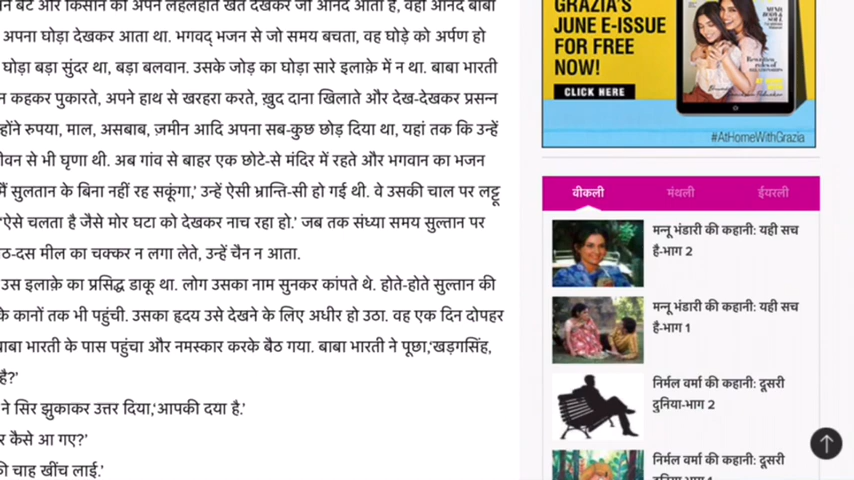 बेटे और किसान को अपने लहलहाते खेत देखकर जो आनंद आता है, वही आनंद बाबा
अपना घोड़ा देखकर आता था. भगवद् भजन से जो समय बचता, वह घोड़े को अर्पण हो
घोड़ा बड़ा सुंदर था, बड़ा बलवान. उसके जोड़ का घोड़ा सारे इलाक़े में न था. बाबा भारती
न कहकर पुकारते, अपने हाथ से खरहरा करते, ख़ुद दाना खिलाते और देख-देखकर प्रसन्न
होंने रुपया, माल, असबाब, ज़मीन आदि अपना सब-कुछ छोड़ दिया था, यहां तक कि उन्हें
वन से भी घृणा थी. अब गांव से बाहर एक छोटे-से मंदिर में रहते और भगवान का भजन
मैं सुलतान के बिना नहीं रह सकूंगा,’ उन्हें ऐसी भ्रान्ति-सी हो गई थी. वे उसकी चाल पर लट्टू
‘ऐसे चलता है जैसे मोर घटा को देखकर नाच रहा हो.’ जब तक संध्या समय सुल्तान पर
ठ-दस मील का चक्कर न लगा लेते, उन्हें चैन न आता.
उस इलाक़े का प्रसिद्ध डाकू था. लोग उसका नाम सुनकर कांपते थे. होते-होते सुल्तान की
के कानों तक भी पहुंची. उसका हृदय उसे देखने के लिए अधीर हो उठा. वह एक दिन दोपहर
बाबा भारती के पास पहुंचा और नमस्कार करके बैठ गया. बाबा भारती ने पूछा,‘खड़गसिंह,
है?’
ने सिर झुकाकर उत्तर दिया,‘आपकी दया है.’
र कैसे आ गए?’
की चाह खींच लाई.’
GRAZIA'S
JUNE E-ISSUE
FOR FREE
NOW!
CLICK HERE
MIND
BODY &
SOUL
#AtHomeWithGrazia
वीकली
मंथली
ईयरली
मन्नू भंडारी की कहानी: यही सच
है-भाग 2
मन्नू भंडारी की कहानी: यही सच
है-भाग 1
निर्मल वर्मा की कहानी: दूसरी
दुनिया-भाग 2
निर्मल वर्मा की कहानी: दूसरी
दुनिया-भाग 1